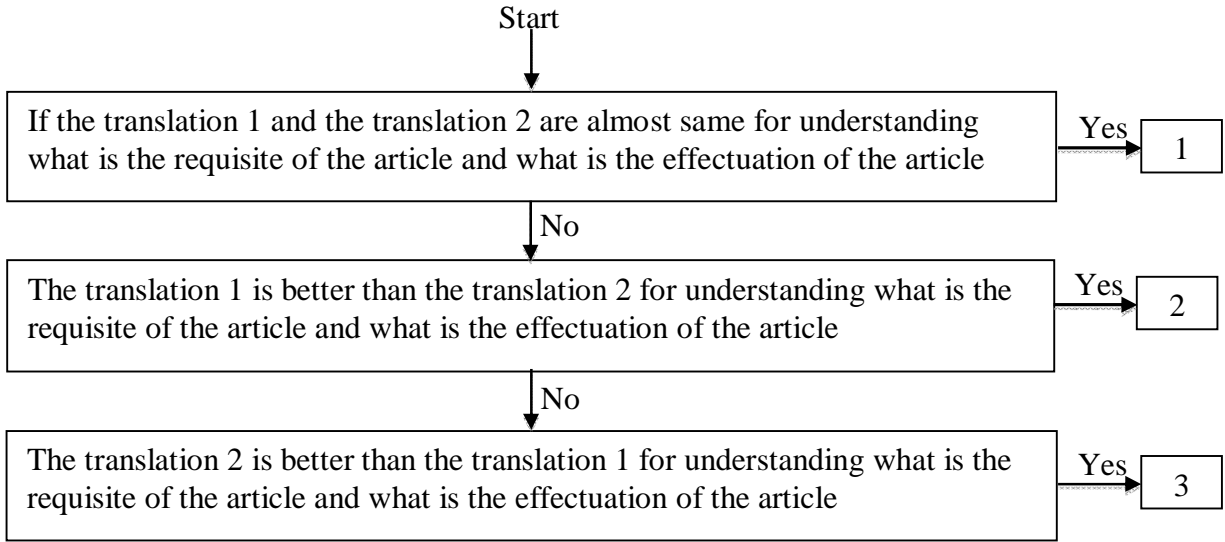 Start
If the translation 1 and the translation 2 are almost same for understanding
what is the requisite of the article and what is the effectuation of the article
Yes
1
No
The translation 1 is better than the translation 2 for understanding what is the
requisite of the article and what is the effectuation of the article
Yes
2
No
The translation 2 is better than the translation 1 for understanding what is the
requisite of the article and what is the effectuation of the article
Yes
3